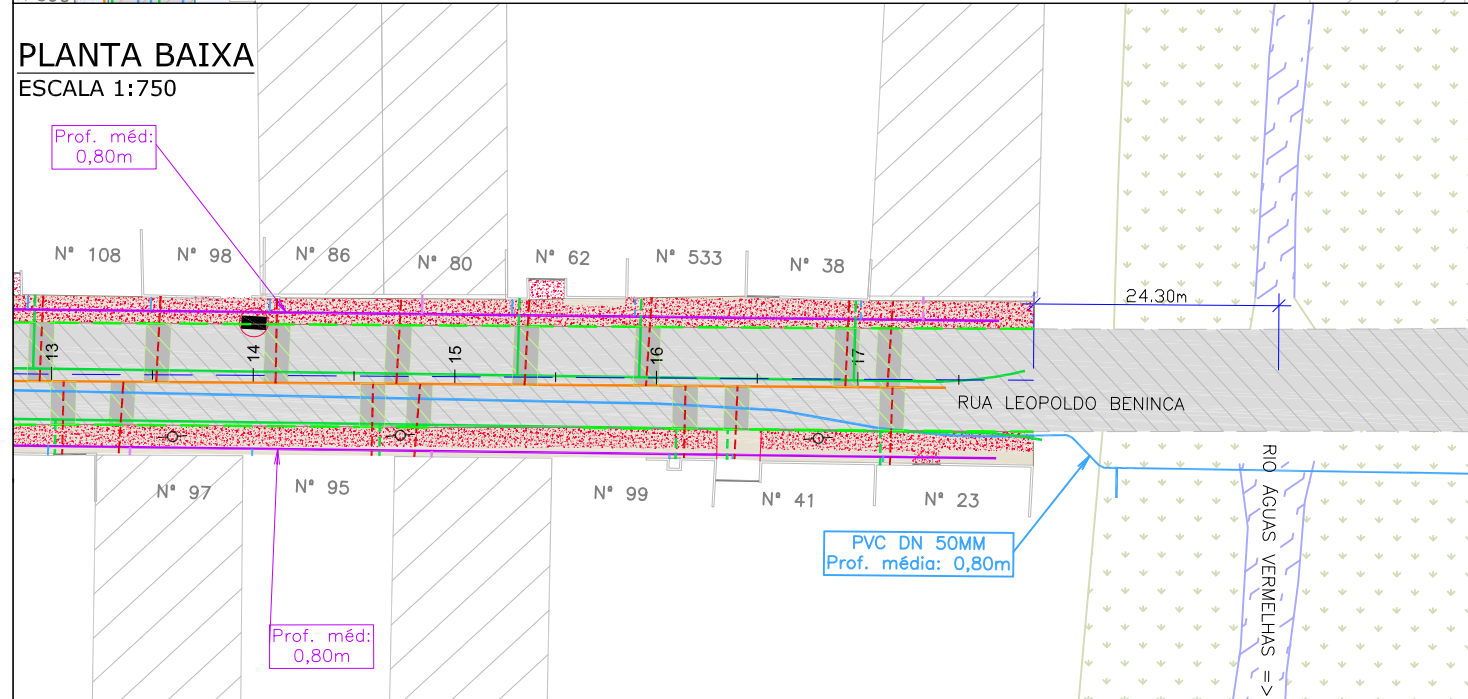 PLANTA BAIXA
ESCALA 1:750
Prof. méd:
0,80m
Nº 108
Nº 98
Nº 86
Nº 80
Nº 62
Nº 533
Nº 38
24.30m
13
14
15
16
17
RUA LEOPOLDO BENINCA
Nº 97
Nº 95
Nº 99
Nº 41
Nº 23
PVC DN 50MM
Prof. média: 0,80m
RIO ÁGUAS VERMELHAS =>
Prof. méd:
0,80m